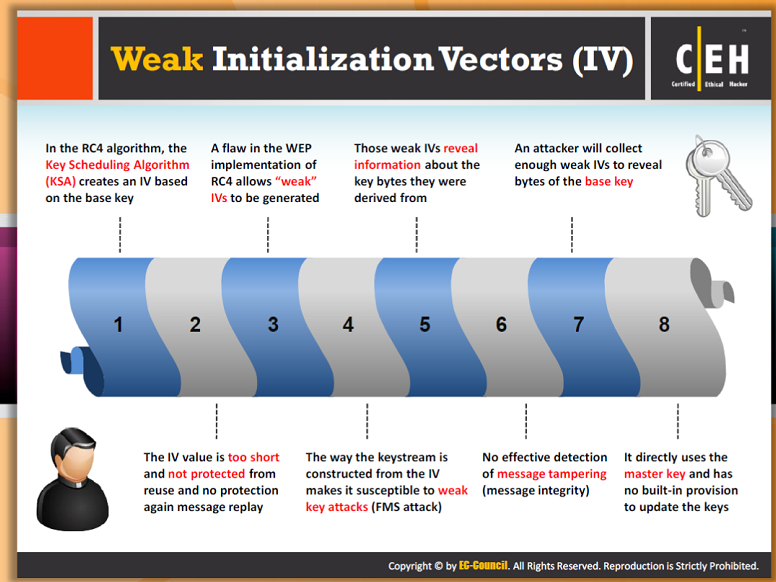 Weak Initialization Vectors (IV)
C|EH
™
Certified Ethical Hacker
In the RC4 algorithm, the
Key Scheduling Algorithm
(KSA) creates an IV based
on the base key
A flaw in the WEP
implementation of
RC4 allows “weak”
IVs to be generated
Those weak IVs reveal
information about the
key bytes they were
derived from
An attacker will collect
enough weak IVs to reveal
bytes of the base key
1
2
3
4
5
6
7
8
The IV value is too short
and not protected from
reuse and no protection
again message replay
The way the keystream is
constructed from the IV
makes it susceptible to weak
key attacks (FMS attack)
No effective detection
of message tampering
(message integrity)
It directly uses the
master key and has
no built-in provision
to update the keys
Copyright © by EC-Council. All Rights Reserved. Reproduction is Strictly Prohibited.